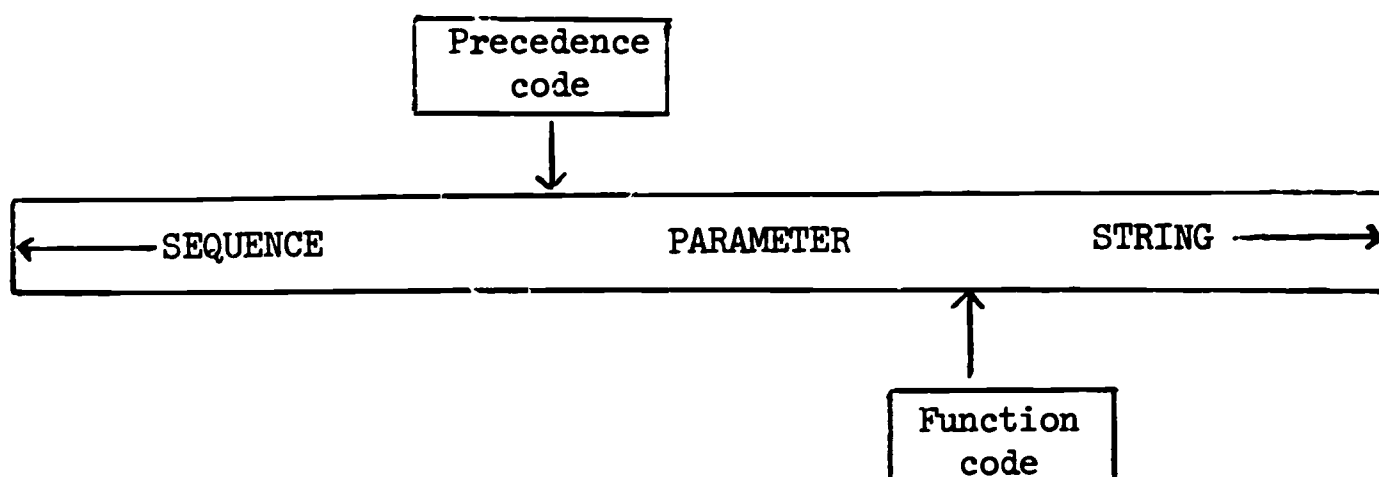 Precedence
code
SEQUENCE PARAMETER STRING
Function
code